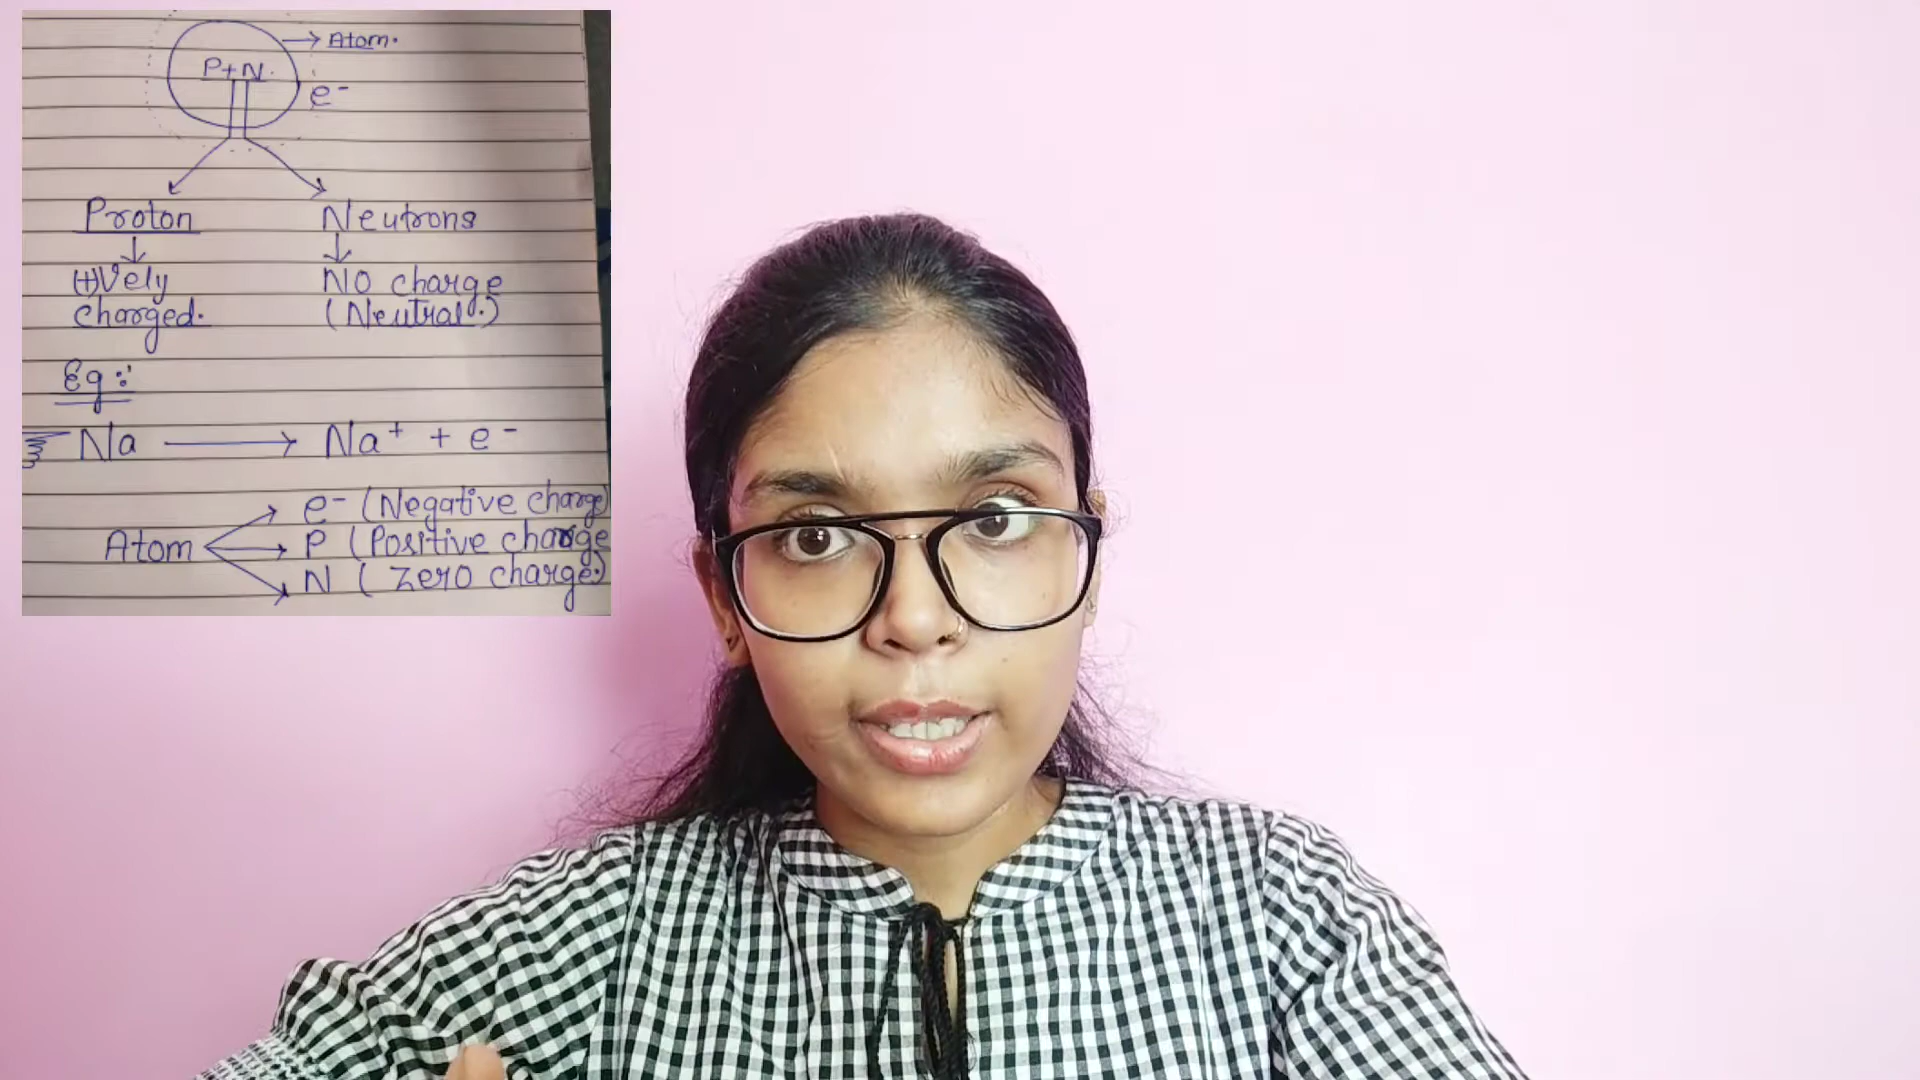 Atom.
P+N.
e-
Proton Neutrons
(+)Vely NO charge
charged. (Neutral.)
Eg:
Na → Na+ + e-
e- (Negative charge)
Atom P (Positive charge
N (Zero charge.)